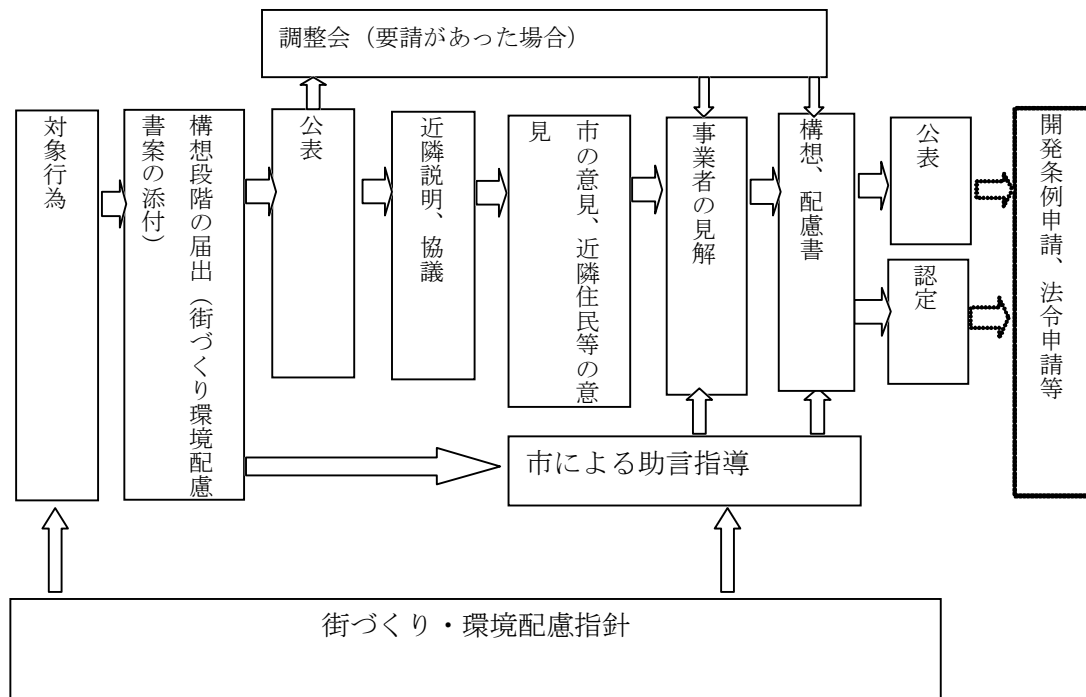 調整会（要請があった場合）
対象行為
構想段階の届出（街づくり環境配慮
書案の添付）
公表
近隣説明、協議
市の意見、近隣住民等の意
見
事業者の見解
構想、配慮書
公表
認定
開発条例申請、法令申請等
市による助言指導
街づくり・環境配慮指針